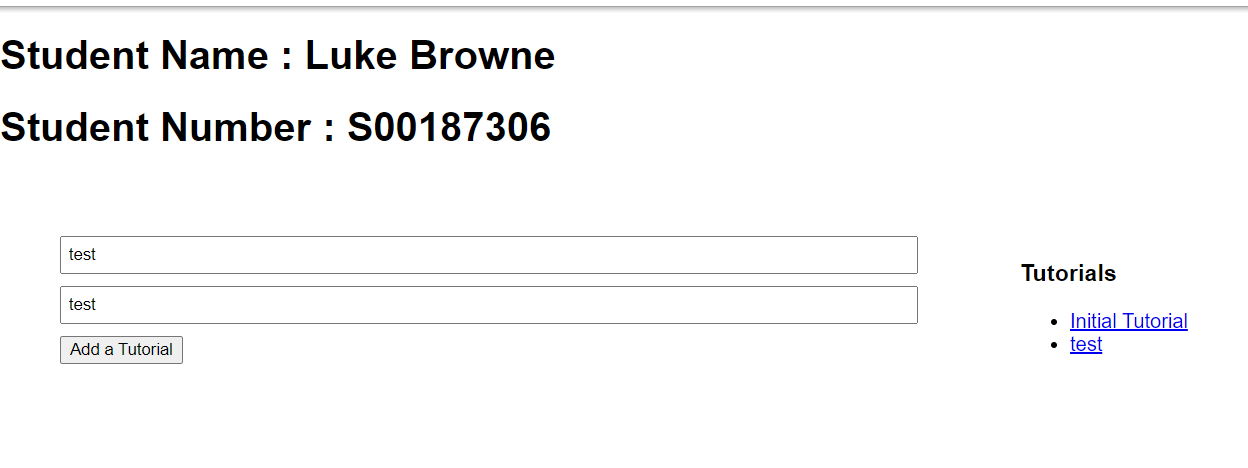 Student Name : Luke Browne
Student Number : S00187306
test
test
Add a Tutorial
Tutorials
Initial Tutorial
test